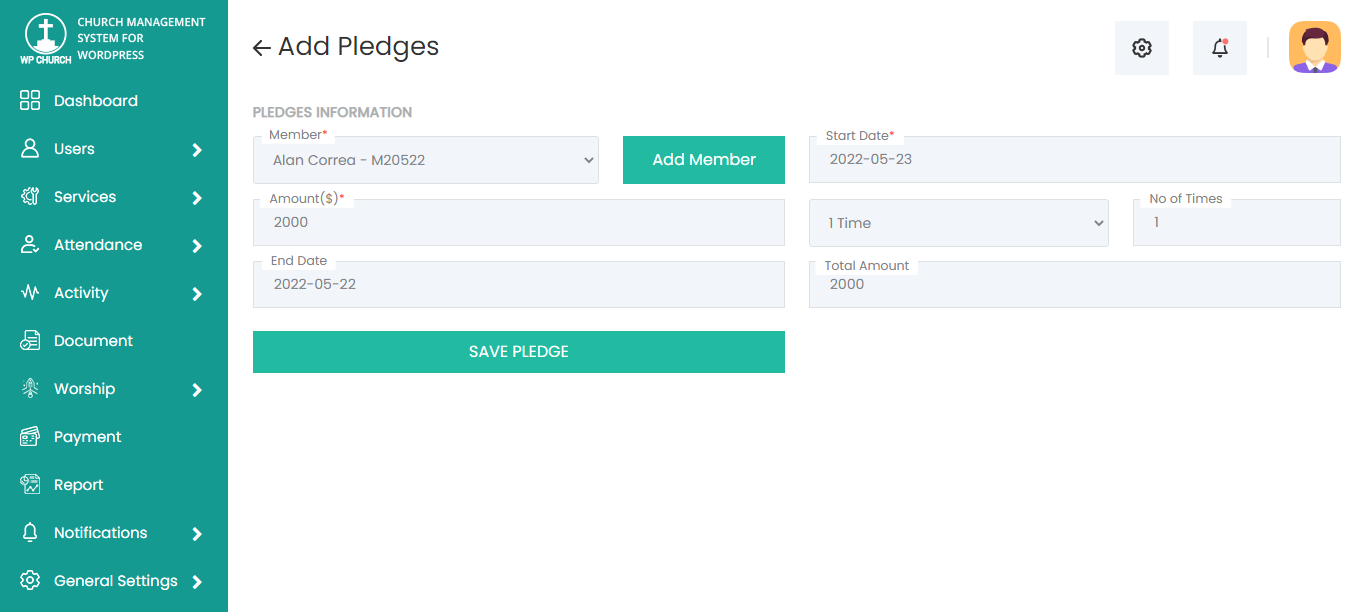 CHURCH MANAGEMENT
SYSTEM FOR
WORDPRESS
WP CHURCH
Dashboard
Users
Services
Attendance
Activity
Document
Worship
Payment
Report
Notifications
General Settings
Add Pledges
PLEDGES INFORMATION
Member*
Alan Correa - M20522
Add Member
Start Date*
2022-05-23
Amount($)*
2000
1 Time
No of Times
1
End Date
2022-05-22
Total Amount
2000
SAVE PLEDGE